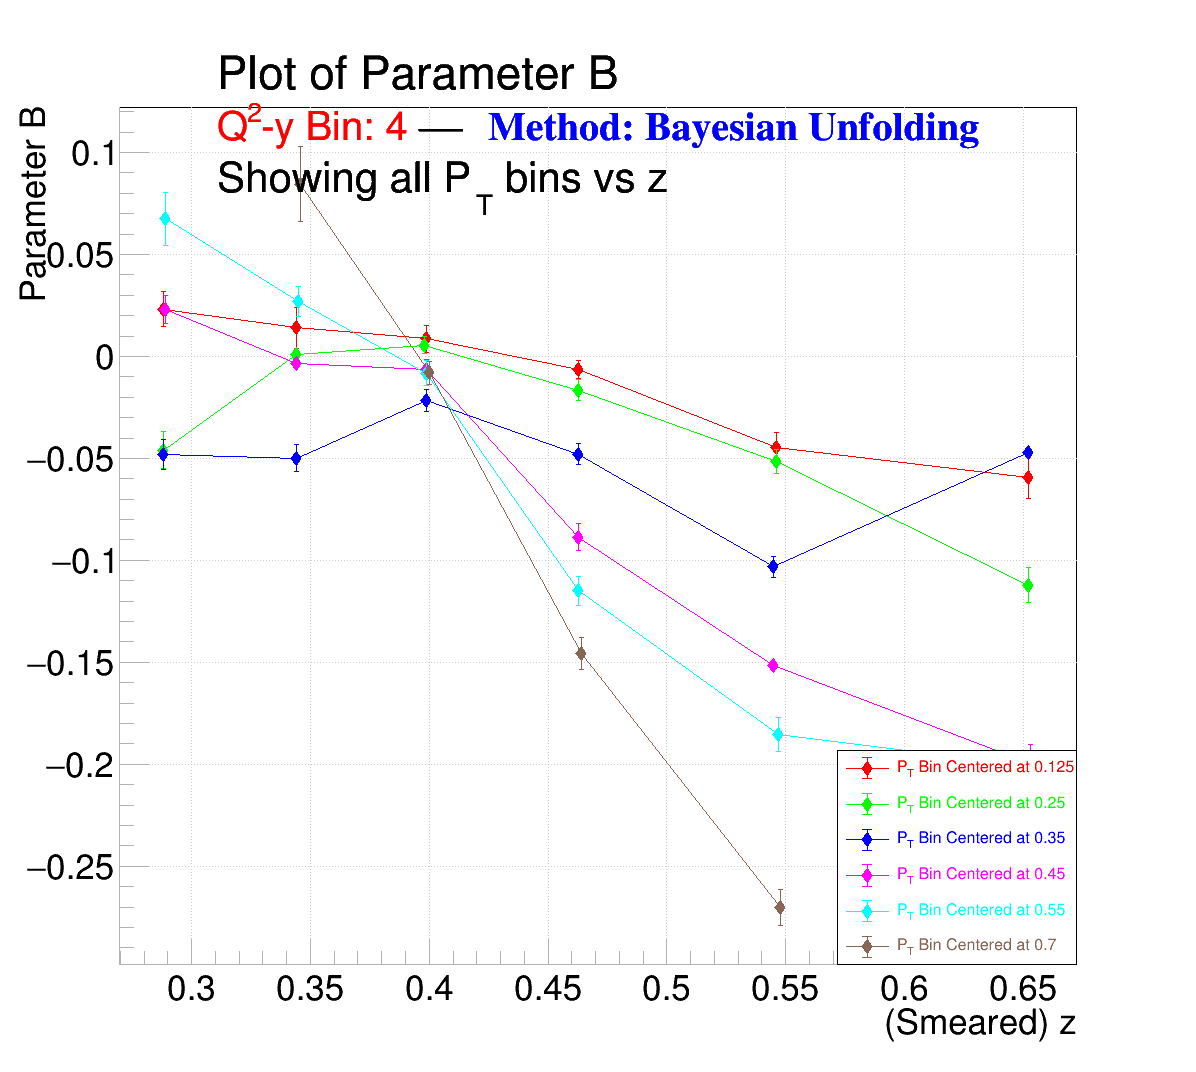 Plot of Parameter B
Q2-y Bin: 4 — Method: Bayesian Unfolding
Showing all PT bins vs z
Parameter B
0.1
0.05
0
−0.05
−0.1
−0.15
−0.2
−0.25
PT Bin Centered at 0.125
PT Bin Centered at 0.25
PT Bin Centered at 0.35
PT Bin Centered at 0.45
PT Bin Centered at 0.55
PT Bin Centered at 0.7
0.3 0.35 0.4 0.45 0.5 0.55 0.6 0.65
(Smeared) z